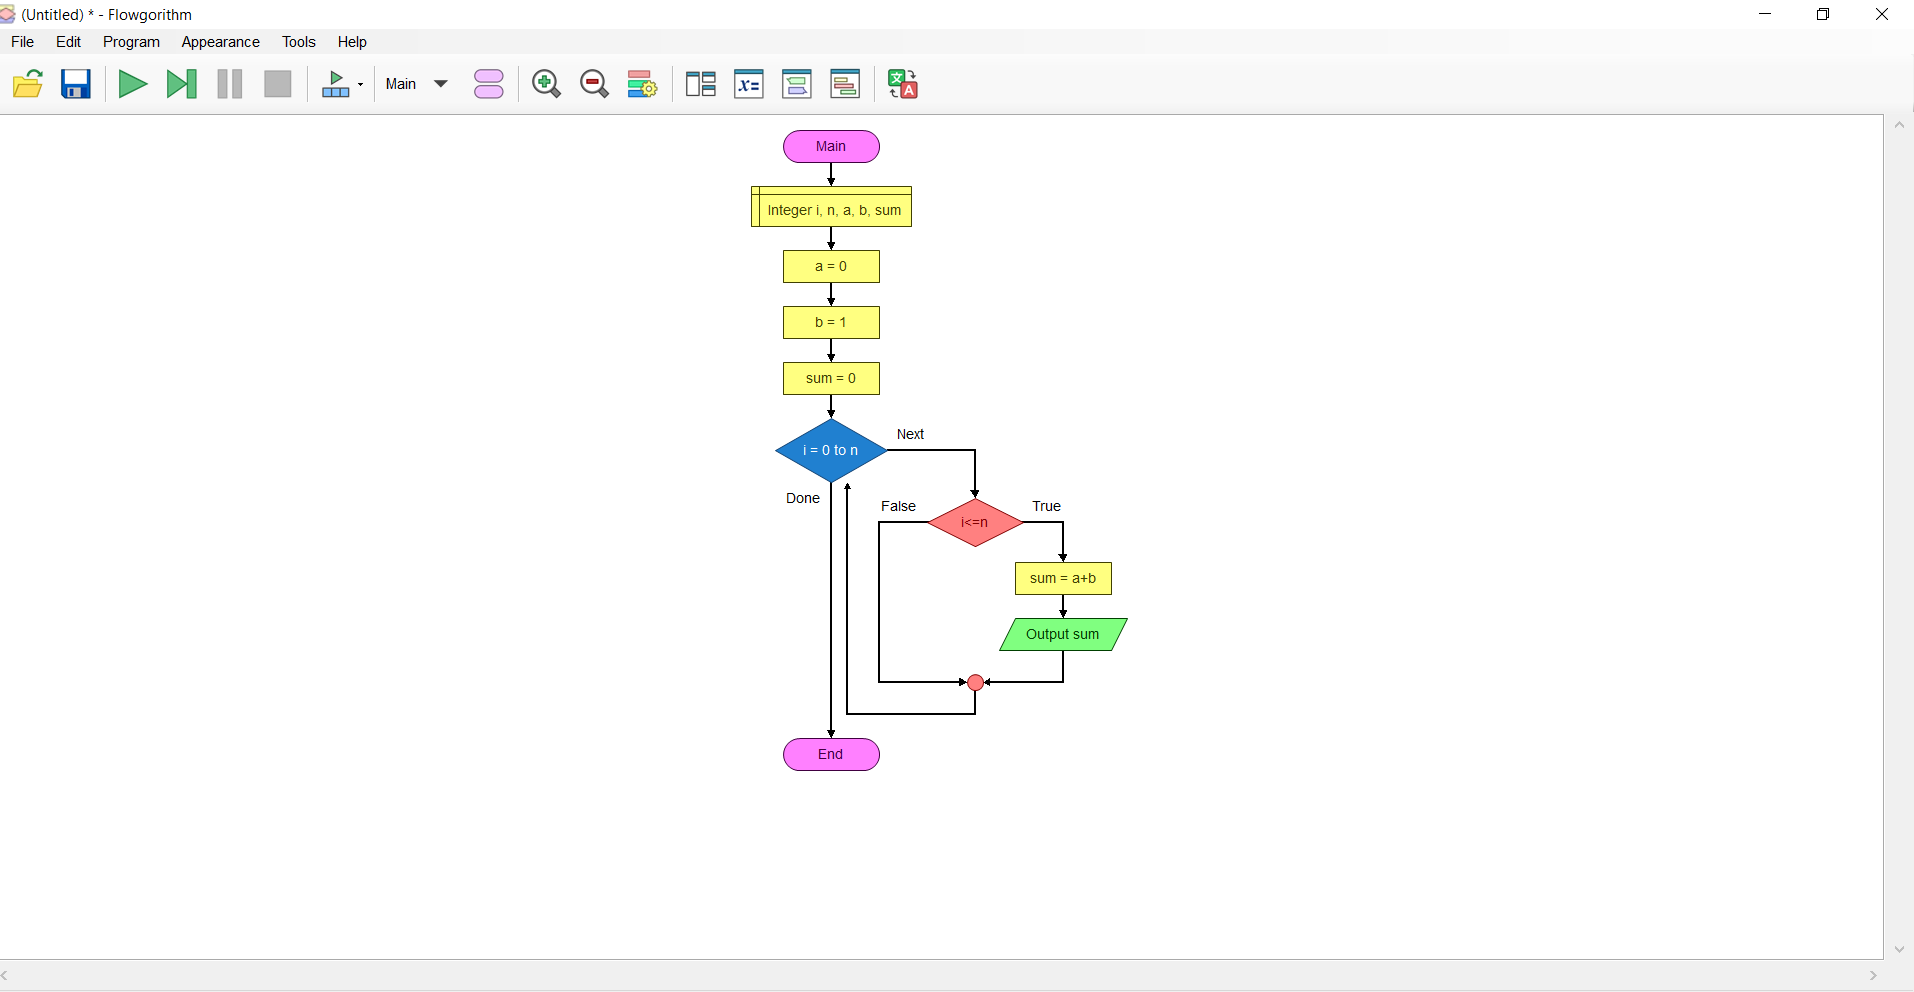 (Untitled) * - Flowgorithm
File Edit Program Appearance Tools Help
Main
Main
Integer i, n, a, b, sum
a = 0
b = 1
sum = 0
i = 0 to n
Next
Done
False
i<=n
True
sum = a+b
Output sum
End